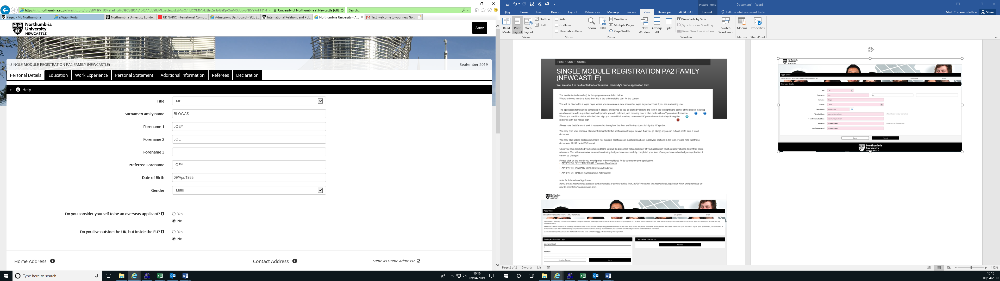 https://sits.northumbria.ac.uk/live/sits.urd/run/SIW_IPP_USR.start_url?
University of Northumbria at Newcastle [GB]
Search...
Pages - My Northumbria
e:Vision Portal
Northumbria University Londo...
UK NARIC International Comp...
Admissions Dashboard - SQL S...
International Relations and Pol...
Northumbria University - A...
Test, welcome to your new Go...
Northumbria
University
NEWCASTLE
Save
SINGLE MODULE REGISTRATION PA2 FAMILY (NEWCASTLE)
September 2019
Personal Details
Education
Work Experience
Personal Statement
Additional Information
Referees
Declaration
Help
Title
Mr
Surname/Family name
BLOGGS
Forename 1
JOEY
Forename 2
JOE
Forename 3
J
Preferred Forename
JOEY
Date of Birth
09/Apr/1988
Gender
Male
Do you consider yourself to be an overseas applicant?
Yes
No
Do you live outside the UK, but inside the EU?
Yes
No
Home Address
Contact Address
Same as Home Address?
Type here to search
10:16
09/04/2019
Picture Tools
Document1 - Word
File
Home
Insert
Design
Layout
References
Mailings
Review
View
Developer
ACROBAT
Format
Tell me what you want to do...
Mark Corcoran-Lettice
Share
Read
Mode
Print
Layout
Web
Layout
Outline
Draft
Views
Ruler
Gridlines
Navigation Pane
Show
Zoom
100%
One Page
Multiple Pages
Page Width
Zoom
New
Window
Arrange
All
Split
View Side by Side
Synchronous Scrolling
Reset Window Position
Window
Switch
Windows
Macros
Macros
Properties
SharePoint
Home > Study > Courses
SINGLE MODULE REGISTRATION PA2 FAMILY
(NEWCASTLE)
You are about to be directed to Northumbria University's online application form.
The available start month(s) for this programme are listed below.
Where only one month is listed then this is the only available start for the course.
You will be directed to a log-in page, where you can create a new account or log-in to your account if you are a returning user.
The application form can be completed in stages, and saved as you go along by clicking the icon in the top right hand corner of the screen. Clicking
on a blue circle with a question mark will provide you with help text, and hovering over a blue circle with an 'i' provides information.
Where you see blue circles with the 'plus' sign you can add information, or remove it if you make a mistake by clicking the
red circle with the 'minus' sign
Please note that the word 'and' is represented throughout the form and in drop-down lists by the '&' symbol.
You may type your personal statement straight into this section (don't forget to save it as you go along) or you can cut and paste from a word
document.
You may also upload certain documents (for example certificates of qualifications held) in relevant sections in the form. Please note that these
documents MUST be in PDF format.
Once you have submitted your completed form, you will be presented with a summary of your application which you may choose to print for future
reference. You will also receive an email confirming that you have successfully completed your form. Once you have submitted your application it
cannot be changed.
Please click on the month you would prefer to be considered for to commence your application.
APPLY FOR SEPTEMBER 2019 (Campus Attendance)
APPLY FOR JANUARY 2020 (Campus Attendance)
APPLY FOR MARCH 2020 (Campus Attendance)
Note for International Applicants:
If you are an International applicant and are unable to use our online form, a PDF version of the International Application Form and guidelines on
how to complete it can be found here.
Northumbria
University
NEWCASTLE
Apply Online
SINGLE MODULE REGISTRATION PA2 FAMILY (NEWCASTLE)
Existing Applicant User Login
Username / Email
Password
Forgotten Password
Log in
Create a New User Account
New User
Northumbria
University
NEWCASTLE
Apply Online
New User Details
Title
Mr
Forenames
Surname
Bloggs
Gender
Male
Date of Birth
09/Apr/1988
* Email address
* Confirm email address
Password
Confirm password
Cancel
Proceed
Northumbria
University
NEWCASTLE
Page 2 of 2
0 words
112%
10:16
09/04/2019